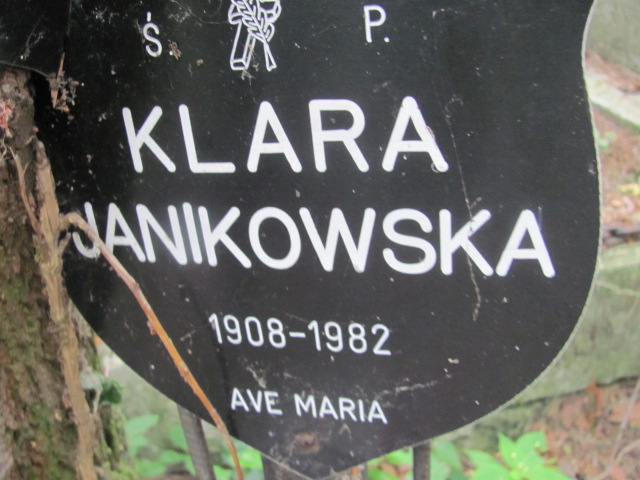 Ś P.
KLARA
JANIKOWSKA
1908-1982
AVE MARIA